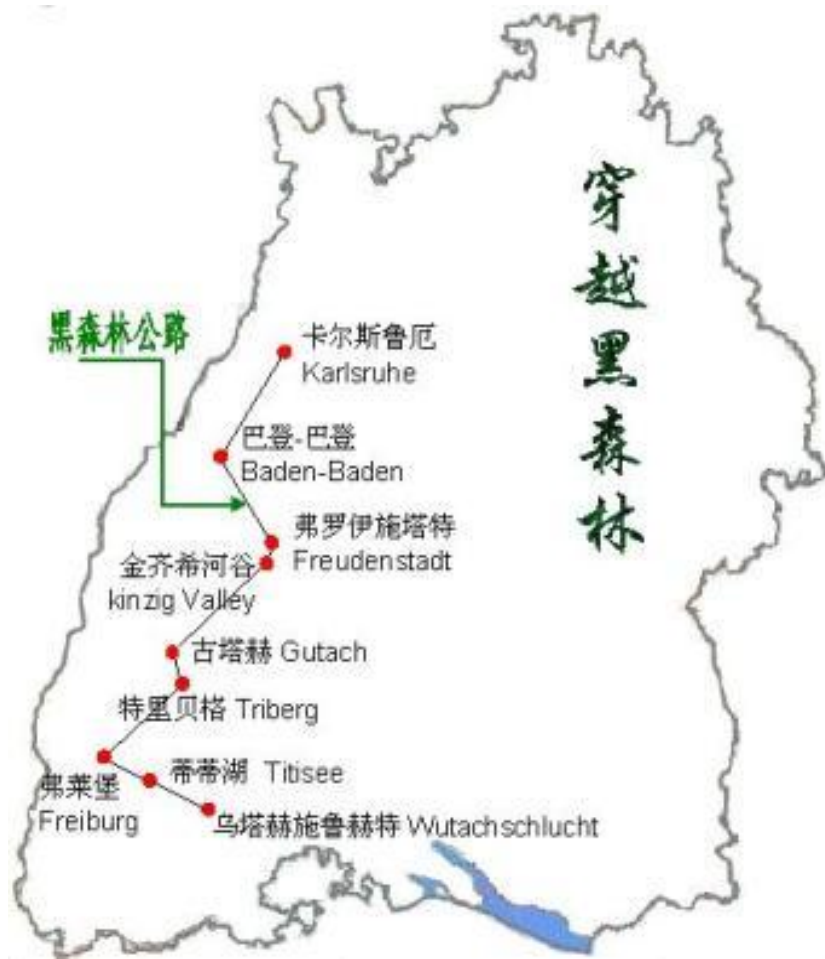 穿越黑森林
黑森林公路
卡尔斯鲁厄
Karlsruhe
巴登-巴登
Baden-Baden
弗罗伊施塔特
Freudenstadt
金齐希河谷
kinzig Valley
古塔赫 Gutach
特里贝格 Triberg
弗莱堡
Freiburg
蒂蒂湖 Titisee
乌塔赫施鲁赫特 Wutachschlucht